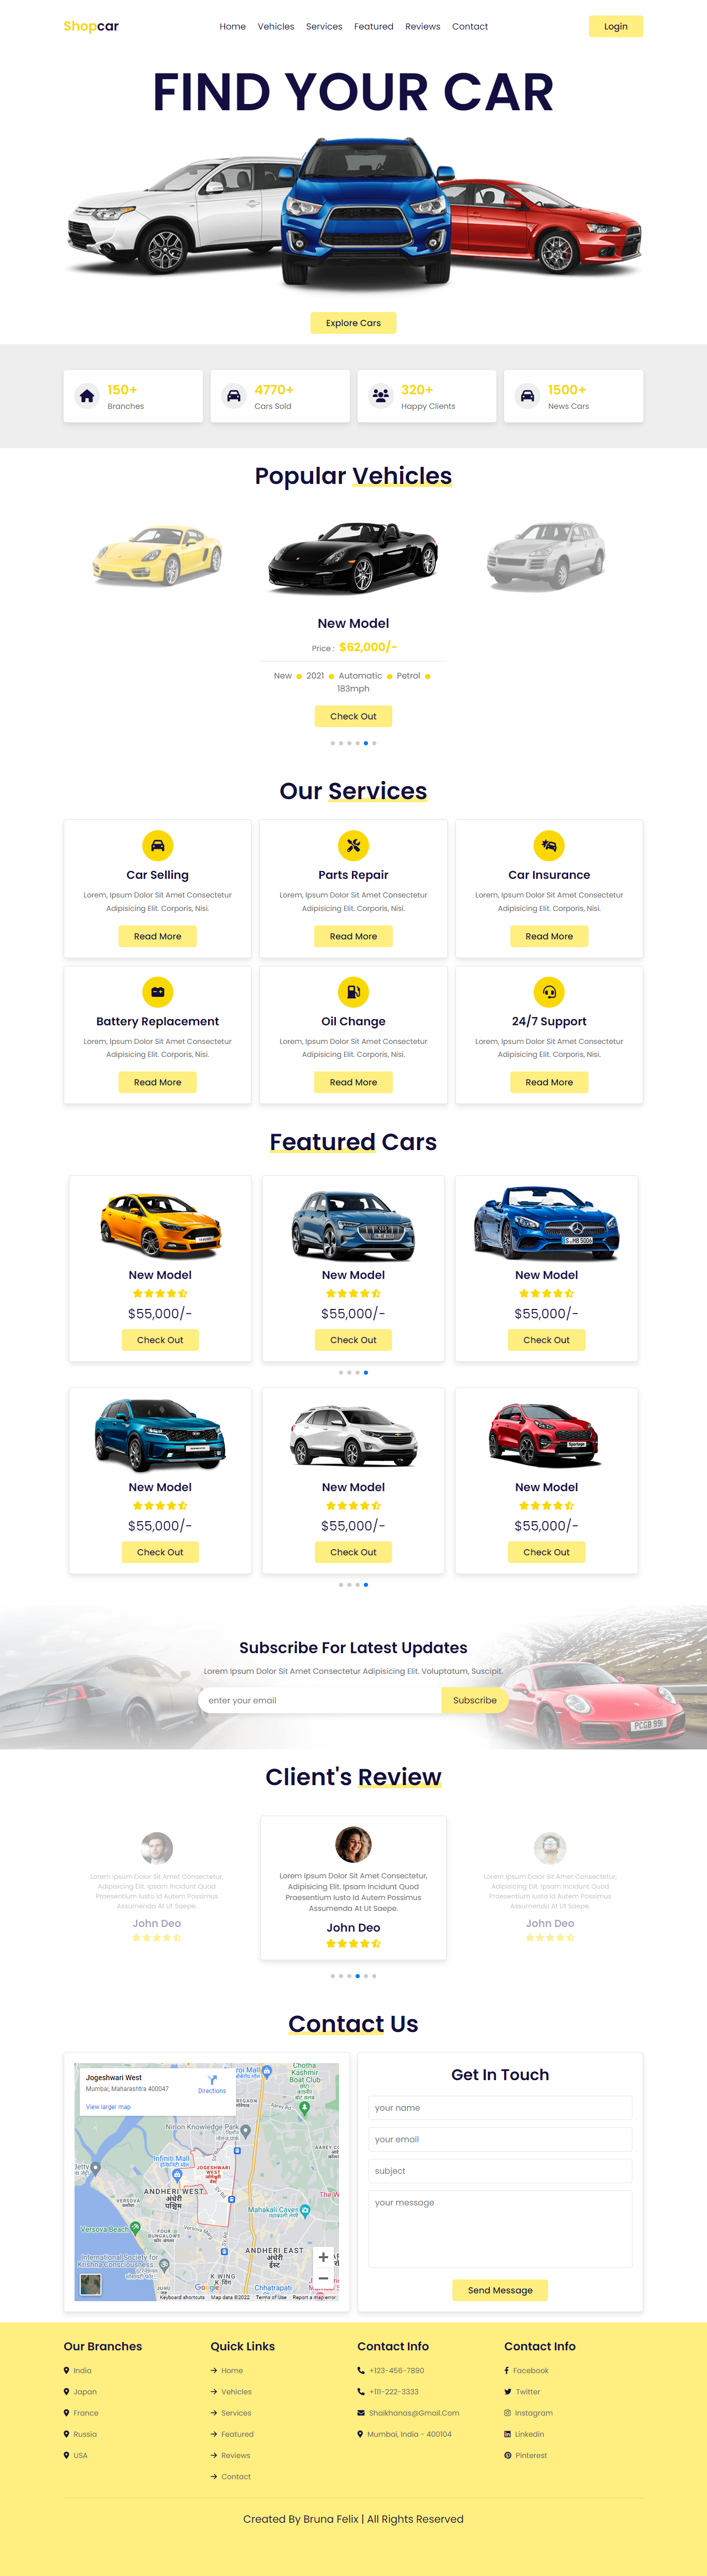 Shopcar
Home Vehicles Services Featured Reviews Contact
Login
FIND YOUR CAR
Explore Cars
150+
Branches
4770+
Cars Sold
320+
Happy Clients
1500+
News Cars
Popular Vehicles
New Model
Price : $62,000/-
New 2021 Automatic Petrol
183mph
Check Out
Our Services
Car Selling
Lorem, Ipsum Dolor Sit Amet Consectetur
Adipisicing Elit. Corporis, Nisi.
Read More
Parts Repair
Lorem, Ipsum Dolor Sit Amet Consectetur
Adipisicing Elit. Corporis, Nisi.
Read More
Car Insurance
Lorem, Ipsum Dolor Sit Amet Consectetur
Adipisicing Elit. Corporis, Nisi.
Read More
Battery Replacement
Lorem, Ipsum Dolor Sit Amet Consectetur
Adipisicing Elit. Corporis, Nisi.
Read More
Oil Change
Lorem, Ipsum Dolor Sit Amet Consectetur
Adipisicing Elit. Corporis, Nisi.
Read More
24/7 Support
Lorem, Ipsum Dolor Sit Amet Consectetur
Adipisicing Elit. Corporis, Nisi.
Read More
Featured Cars
New Model
$55,000/-
Check Out
New Model
$55,000/-
Check Out
S HB 5006
New Model
$55,000/-
Check Out
New Model
$55,000/-
Check Out
New Model
$55,000/-
Check Out
Sportage
New Model
$55,000/-
Check Out
Subscribe For Latest Updates
Lorem Ipsum Dolor Sit Amet Consectetur Adipisicing Elit. Voluptatum, Suscipit.
enter your email
Subscribe
PCGB 991
Client's Review
Lorem Ipsum Dolor Sit Amet Consectetur,
Adipisicing Elit. Ipsam Incidunt Quod
Praesentium Iusto Id Autem Possimus
Assumenda At Ut Saepe.
John Deo
Lorem Ipsum Dolor Sit Amet Consectetur,
Adipisicing Elit. Ipsam Incidunt Quod
Praesentium Iusto Id Autem Possimus
Assumenda At Ut Saepe.
John Deo
Lorem Ipsum Dolor Sit Amet Consectetur,
Adipisicing Elit. Ipsam Incidunt Quod
Praesentium Iusto Id Autem Possimus
Assumenda At Ut Saepe.
John Deo
Contact Us
Jogeshwari West
Mumbai, Maharashtra 400047
Directions
View larger map
Chotta
Kashmir
Boat Club
Nirlon Knowledge Park
Infiniti Mall
JOGESHWARI
WEST
ANDHERI WEST
अंधेरी
पश्चिम
VERSOVA
Mahakali Caves
Versova Beach
FOUR
BUNGALOWS
International Society for
Krishna Consciousness
ANDHERI EAST
अंधेरी
ईस्ट
K WING
Chhatrapati
JUHU
Google
Keyboard shortcuts Map data ©2022 Terms of Use Report a map error
Get In Touch
your name
your email
subject
your message
Send Message
Our Branches
India
Japan
France
Russia
USA
Quick Links
Home
Vehicles
Services
Featured
Reviews
Contact
Contact Info
+123-456-7890
+111-222-3333
Shaikhanas@Gmail.Com
Mumbai, India - 400104
Contact Info
Facebook
Twitter
Instagram
Linkedin
Pinterest
Created By Bruna Felix | All Rights Reserved